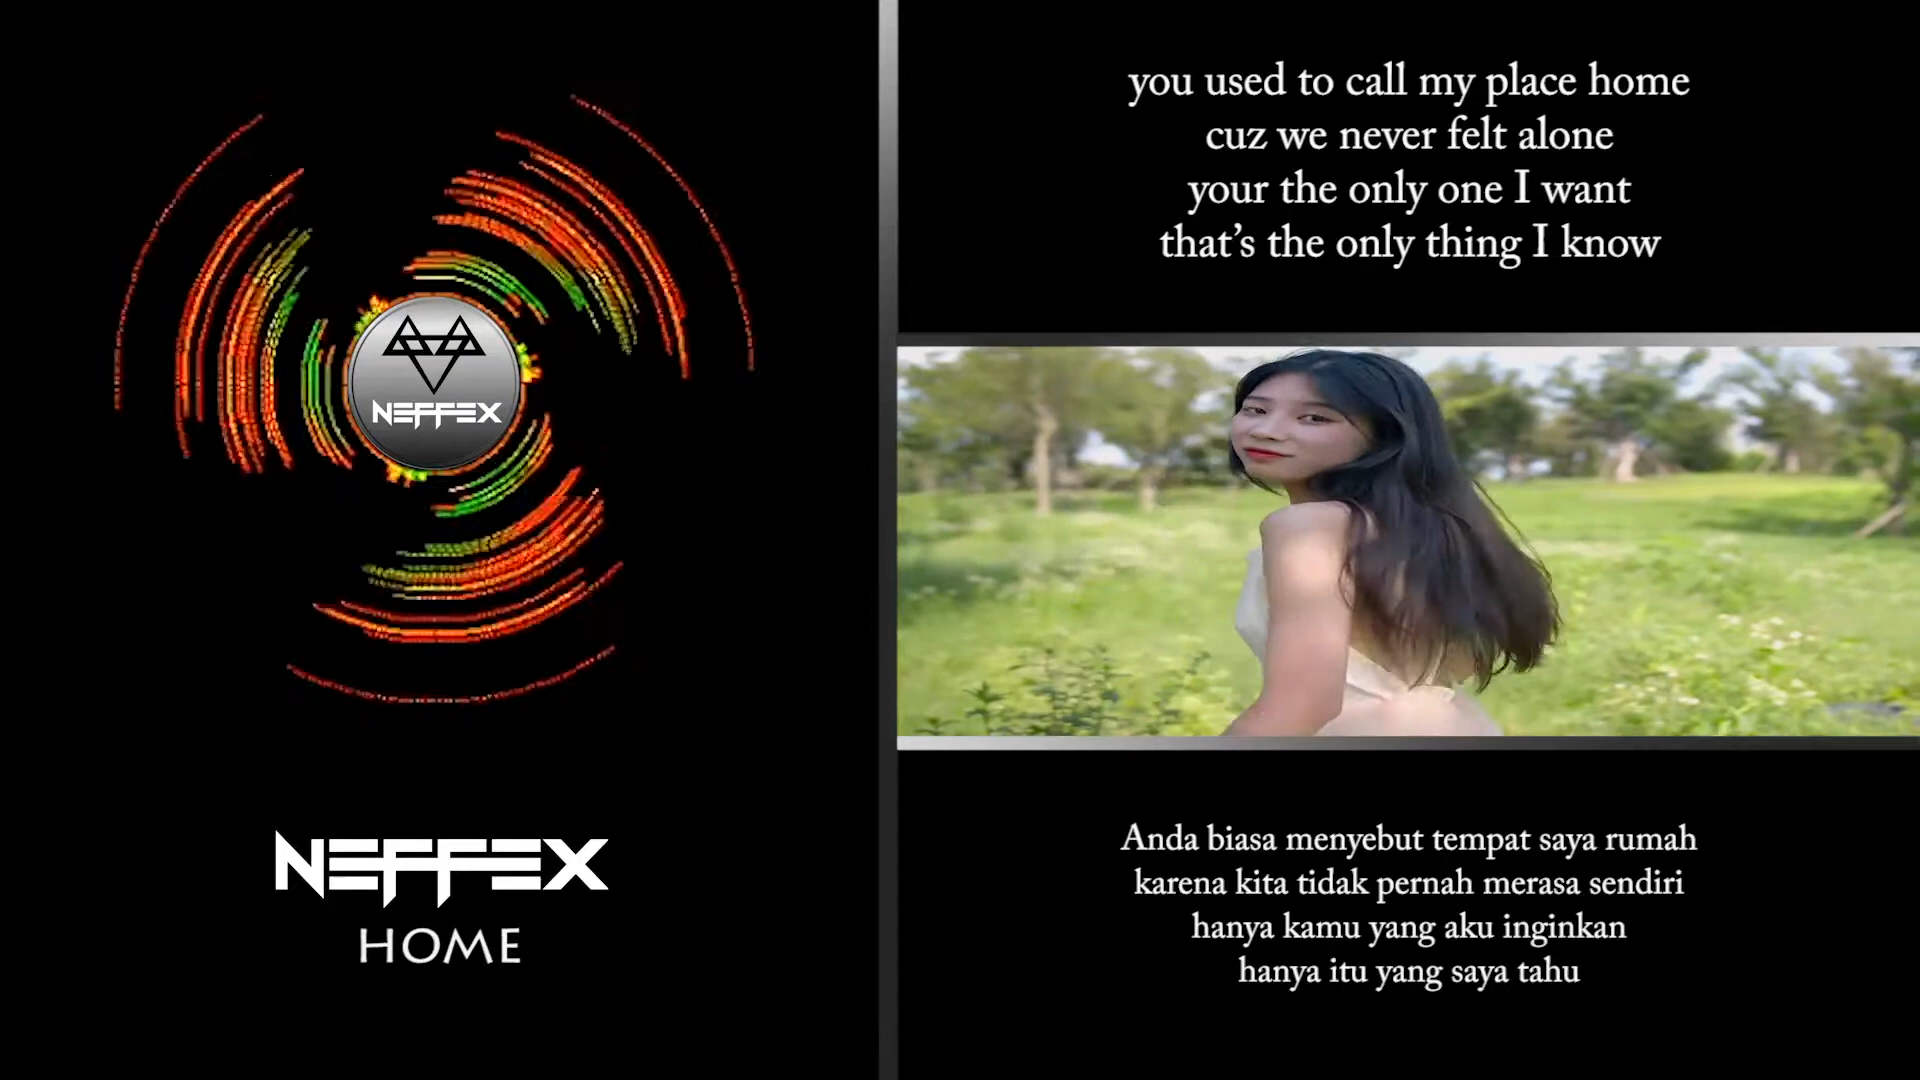 NEFFEX
NEFFEX
HOME
you used to call my place home
cuz we never felt alone
your the only one I want
that's the only thing I know
Anda biasa menyebut tempat saya rumah
karena kita tidak pernah merasa sendiri
hanya kamu yang aku inginkan
hanya itu yang saya tahu